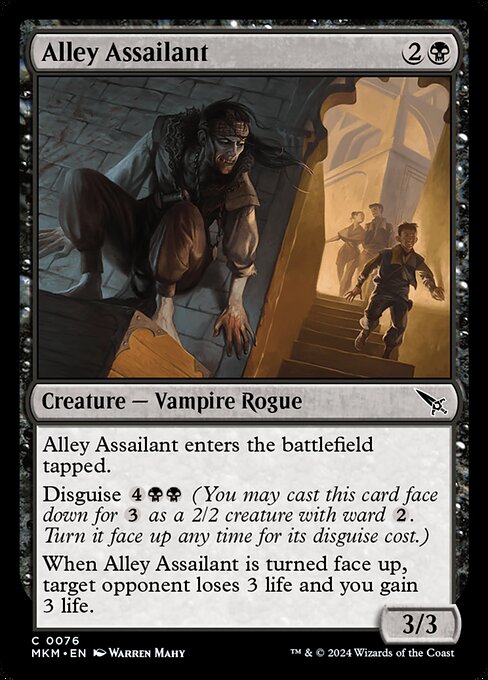 Alley Assailant 2
Creature — Vampire Rogue
Alley Assailant enters the battlefield
tapped.
Disguise 4 (You may cast this card face
down for 3 as a 2/2 creature with ward 2.
Turn it face up any time for its disguise cost.)
When Alley Assailant is turned face up,
target opponent loses 3 life and you gain
3 life.
3/3
C 0076
MKM • EN Warren Mahy
™ & © 2024 Wizards of the Coast